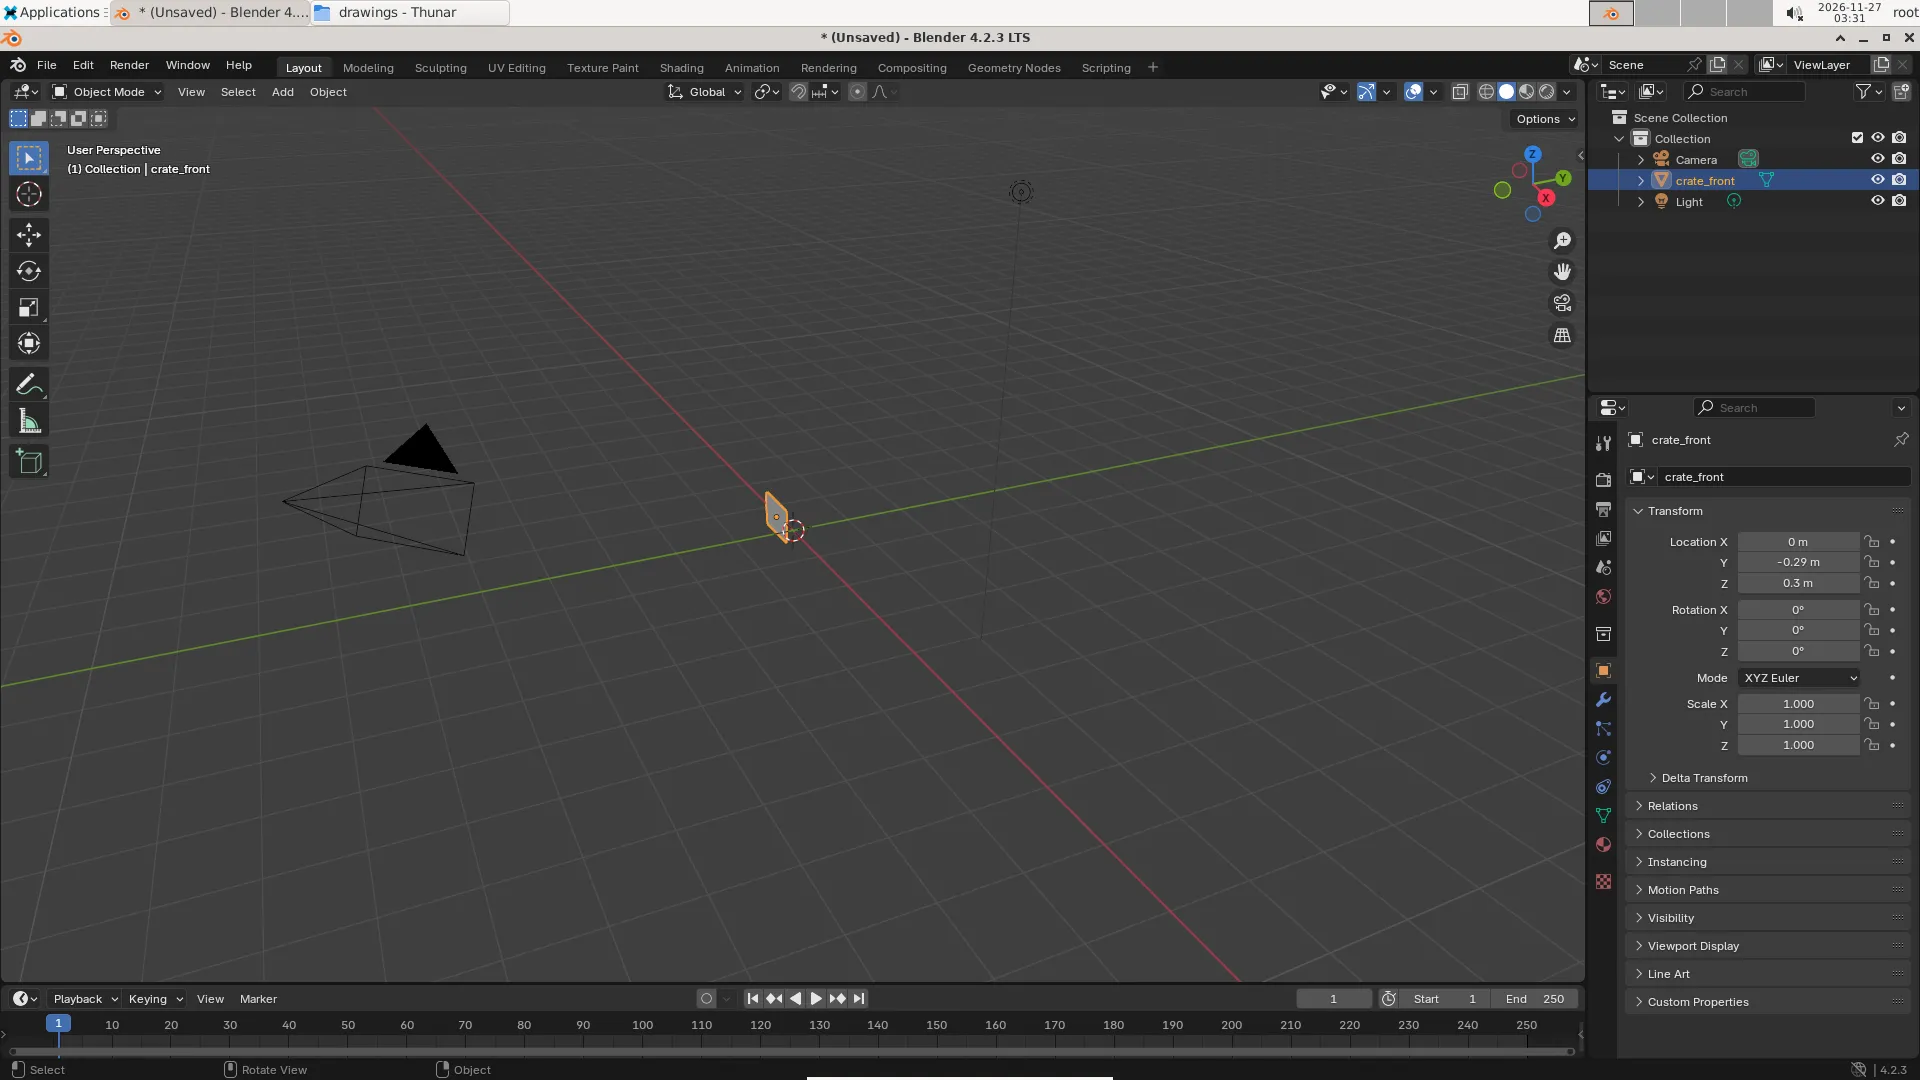 Applications
* (Unsaved) - Blender 4....
drawings - Thunar
2026-11-27
03:31
root
* (Unsaved) - Blender 4.2.3 LTS
File Edit Render Window Help
Layout Modeling Sculpting UV Editing Texture Paint Shading Animation Rendering Compositing Geometry Nodes Scripting
Scene
ViewLayer
Object Mode View Select Add Object
Global
Search
Options
User Perspective
(1) Collection | crate_front
Z
Y
X
Scene Collection
Collection
Camera
crate_front
Light
Search
crate_front
crate_front
Transform
Location X 0 m
Y -0.29 m
Z 0.3 m
Rotation X 0°
Y 0°
Z 0°
Mode XYZ Euler
Scale X 1.000
Y 1.000
Z 1.000
Delta Transform
Relations
Collections
Instancing
Motion Paths
Visibility
Viewport Display
Line Art
Custom Properties
Playback Keying View Marker
1
Start 1
End 250
1 10 20 30 40 50 60 70 80 90 100 110 120 130 140 150 160 170 180 190 200 210 220 230 240 250
Select
Rotate View
Object
4.2.3